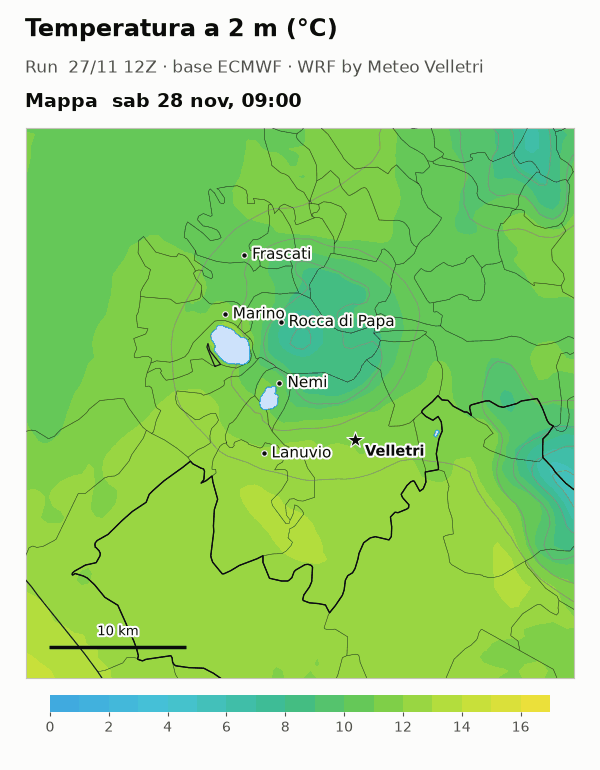 Temperatura a 2 m (°C)
Run  27/11 12Z · base ECMWF · WRF by Meteo Velletri
Mappa  sab 28 nov, 09:00
Frascati
Marino
Rocca di Papa
Nemi
Velletri
Lanuvio
10 km
0 2 4 6 8 10 12 14 16